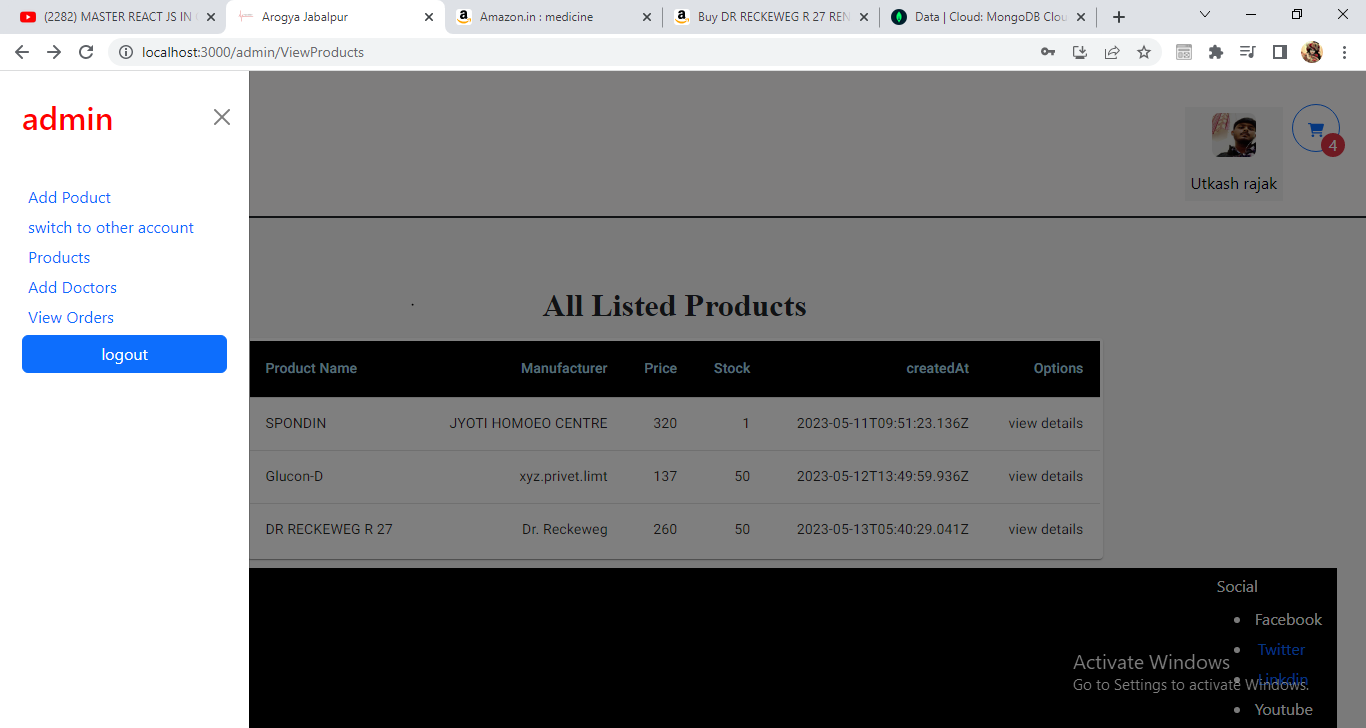 (2282) MASTER REACT JS IN
Arogya Jabalpur
Amazon.in : medicine
Buy DR RECKEWEG R 27 REN
Data | Cloud: MongoDB Clou
localhost:3000/admin/ViewProducts
admin
Utkash rajak
4
Add Poduct
switch to other account
Products
Add Doctors
View Orders
logout
All Listed Products
Product Name Manufacturer Price Stock createdAt Options
SPONDIN JYOTI HOMOEO CENTRE 320 1 2023-05-11T09:51:23.136Z view details
Glucon-D xyz.privet.limt 137 50 2023-05-12T13:49:59.936Z view details
DR RECKEWEG R 27 Dr. Reckeweg 260 50 2023-05-13T05:40:29.041Z view details
Social
Facebook
Twitter
Linkdin
Youtube
Activate Windows
Go to Settings to activate Windows.